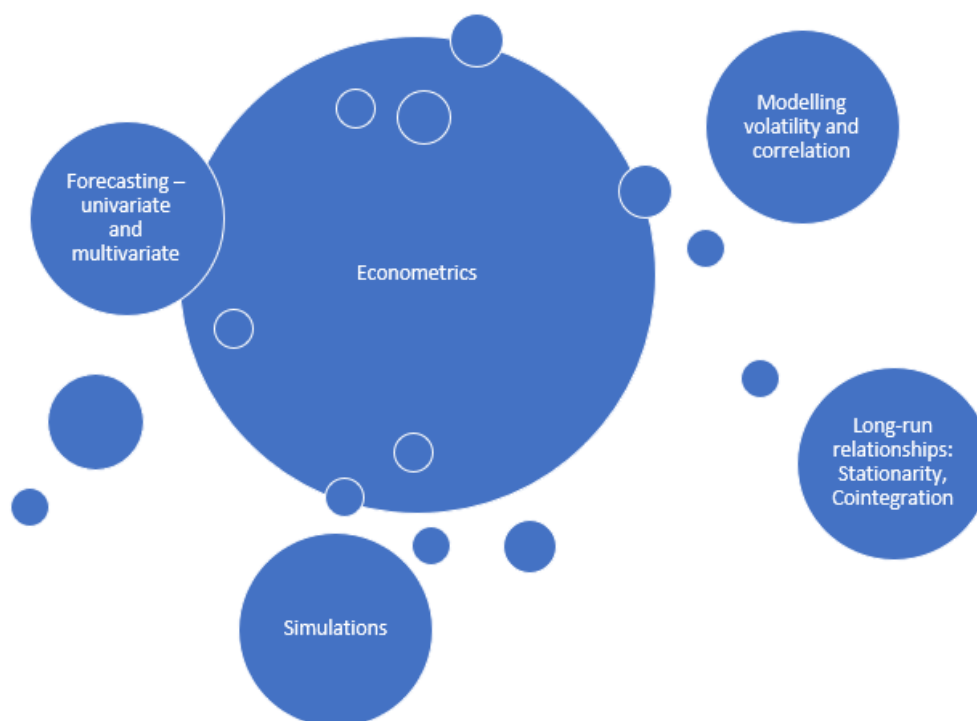 Modelling
volatility and
correlation
Forecasting –
univariate
and
multivariate
Econometrics
Long-run
relationships:
Stationarity,
Cointegration
Simulations